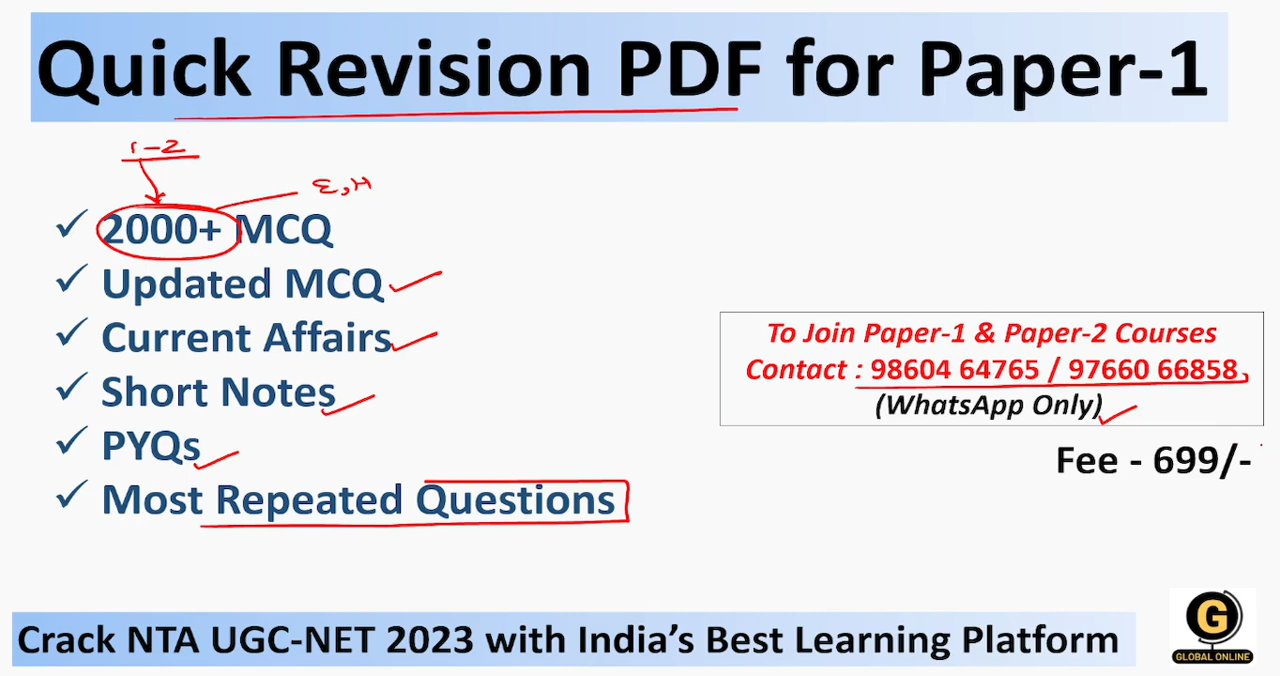 Quick Revision PDF for Paper-1
1-2
E, H
✓ 2000+ MCQ
✓ Updated MCQ
✓ Current Affairs
✓ Short Notes
✓ PYQs
✓ Most Repeated Questions
To Join Paper-1 & Paper-2 Courses
Contact : 98604 64765 / 97660 66858
(WhatsApp Only)
Fee - 699/-
Crack NTA UGC-NET 2023 with India’s Best Learning Platform
G
GLOBAL ONLINE